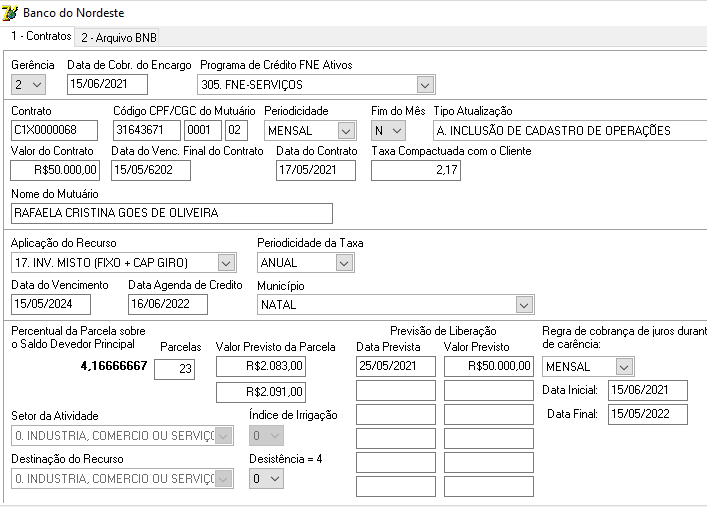 Banco do Nordeste
1 - Contratos 2 - Arquivo BNB
Gerência Data de Cobr. do Encargo Programa de Crédito FNE Ativos
2 15/06/2021 305. FNE-SERVIÇOS
Contrato Código CPF/CGC do Mutuário Periodicidade Fim do Mês Tipo Atualização
C1X0000068 31643671 0001 02 MENSAL N A. INCLUSÃO DE CADASTRO DE OPERAÇÕES
Valor do Contrato Data do Venc. Final do Contrato Data do Contrato Taxa Compactuada com o Cliente
R$50.000,00 15/05/6202 17/05/2021 2,17
Nome do Mutuário
RAFAELA CRISTINA GOES DE OLIVEIRA
Aplicação do Recurso Periodicidade da Taxa
17. INV. MISTO (FIXO + CAP GIRO) ANUAL
Data do Vencimento Data Agenda de Credito Município
15/05/2024 16/06/2022 NATAL
Percentual da Parcela sobre
o Saldo Devedor Principal Parcelas Valor Previsto da Parcela
4,16666667 23 R$2.083,00
R$2.091,00
Previsão de Liberação
Data Prevista Valor Previsto
25/05/2021 R$50.000,00
Regra de cobrança de juros durant
de carência:
MENSAL
Data Inicial: 15/06/2021
Data Final: 15/05/2022
Setor da Atividade Índice de Irrigação
0. INDUSTRIA, COMERCIO OU SERVIÇO 0
Destinação do Recurso Desistência = 4
0. INDUSTRIA, COMERCIO OU SERVIÇO 0